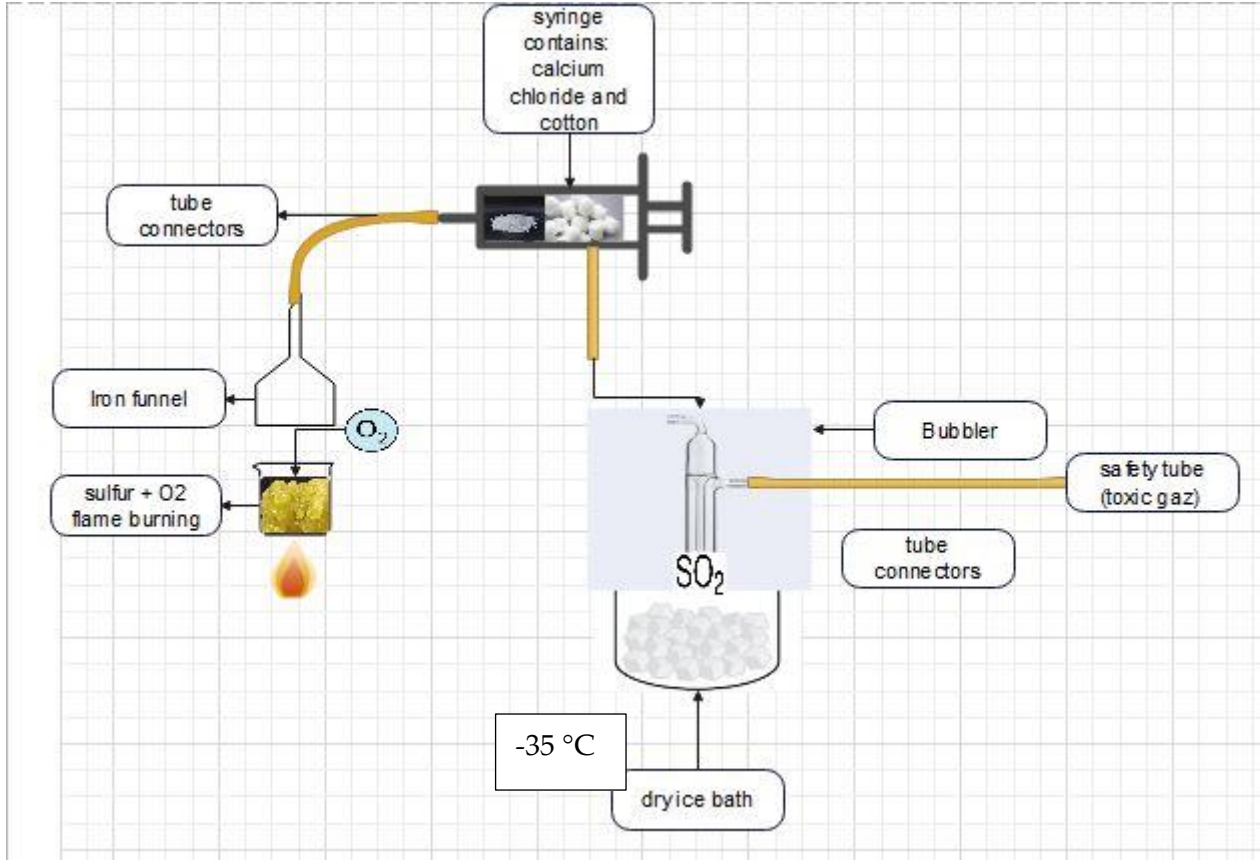 syringe
contains:
calcium
chloride and
cotton
tube
connectors
Iron funnel
O2
sulfur + O2
flame burning
Bubbler
safety tube
(toxic gaz)
tube
connectors
SO₂
-35 °C
dry ice bath